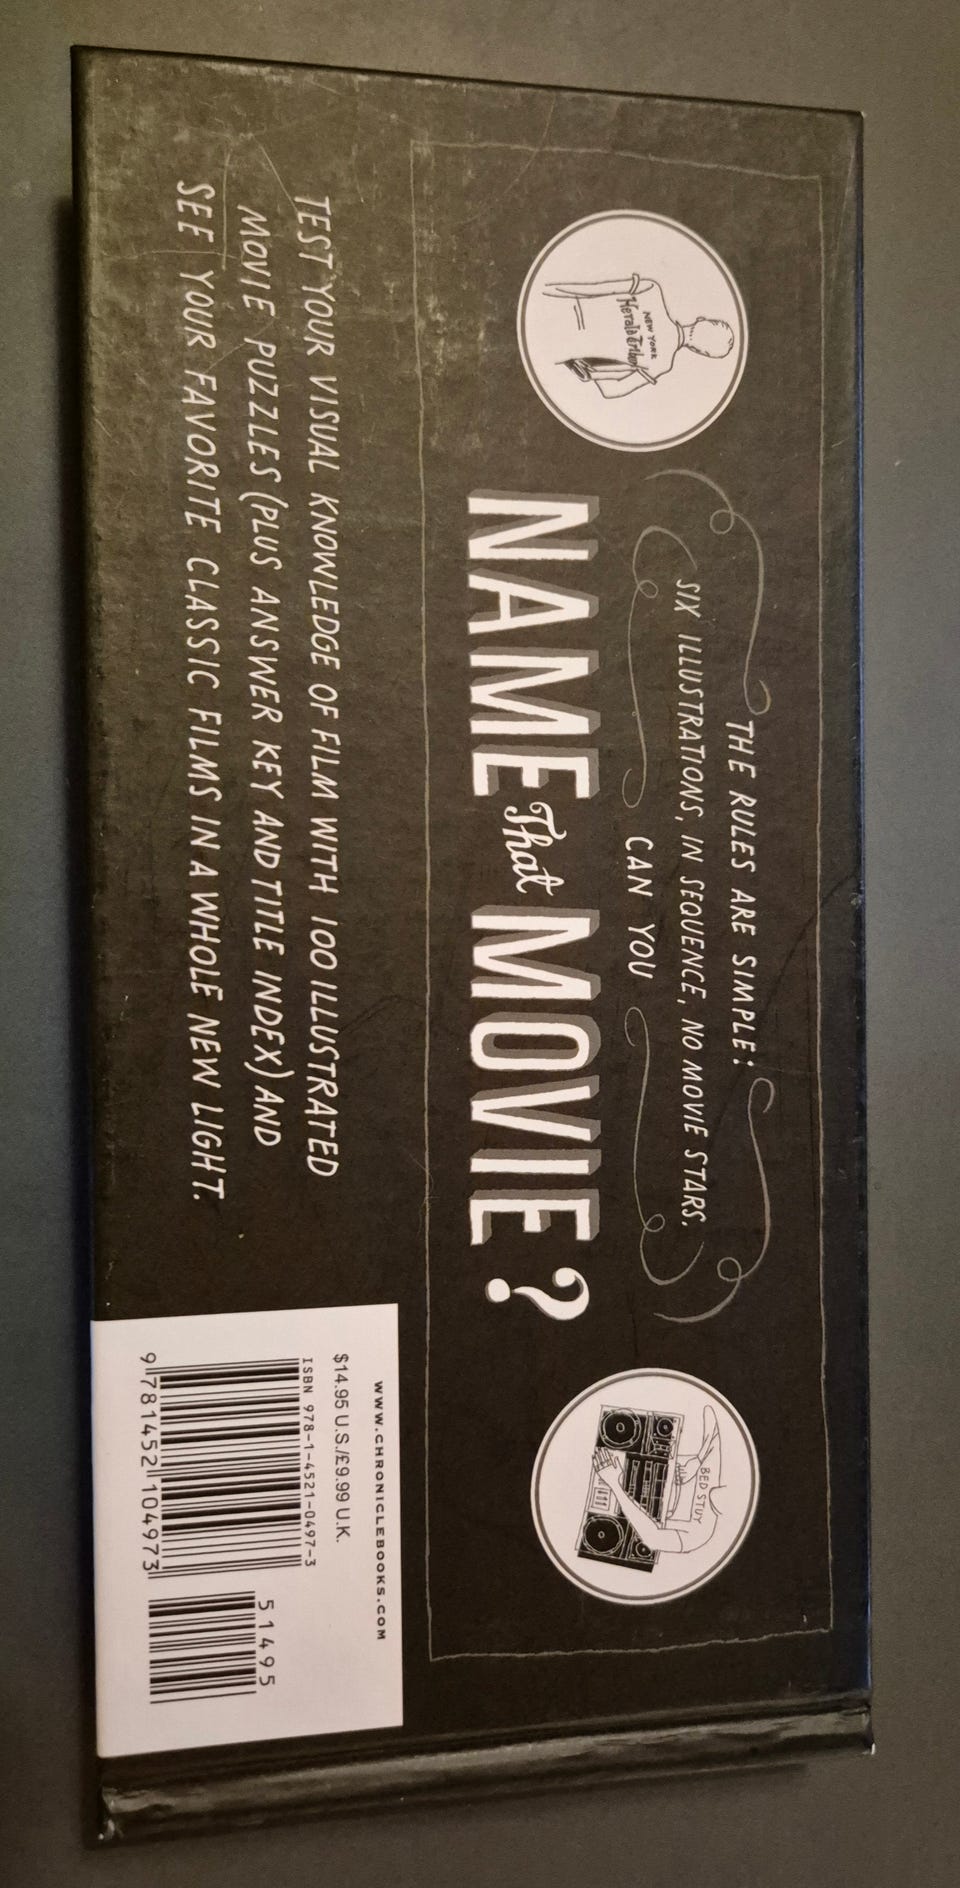 THE RULES ARE SIMPLE:
SIX ILLUSTRATIONS, IN SEQUENCE, NO MOVIE STARS.
CAN YOU
NAME That MOVIE?
NEW YORK
Herald Tribune
BED STUY
TEST YOUR VISUAL KNOWLEDGE OF FILM WITH 100 ILLUSTRATED
MOVIE PUZZLES (PLUS ANSWER KEY AND TITLE INDEX) AND
SEE YOUR FAVORITE CLASSIC FILMS IN A WHOLE NEW LIGHT.
WWW.CHRONICLEBOOKS.COM
$14.95 U.S./£9.99 U.K.
ISBN 978-1-4521-0497-3
51495
9 781452 104973